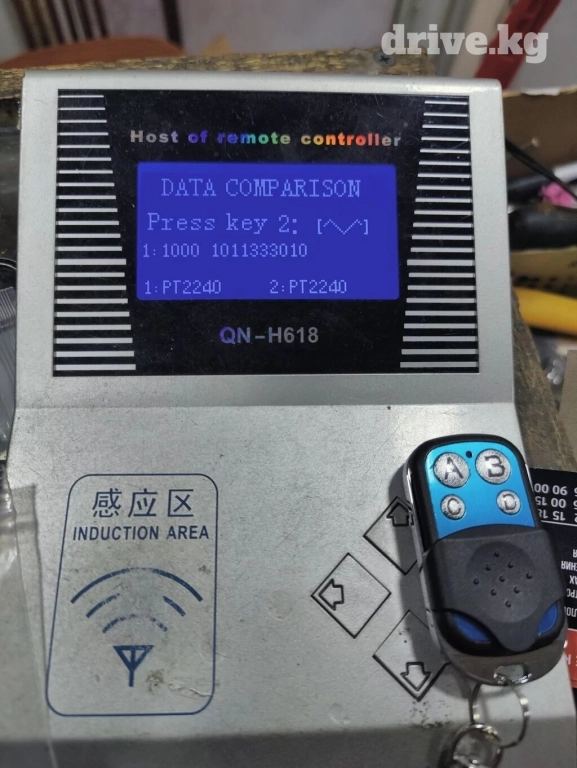 drive.kg
Host of remote controller
DATA COMPARISON
Press key 2: [^\/^]
1: 1000 1011333010
1:PT2240 2:PT2240
QN-H618
感应区
INDUCTION AREA
A B
C D